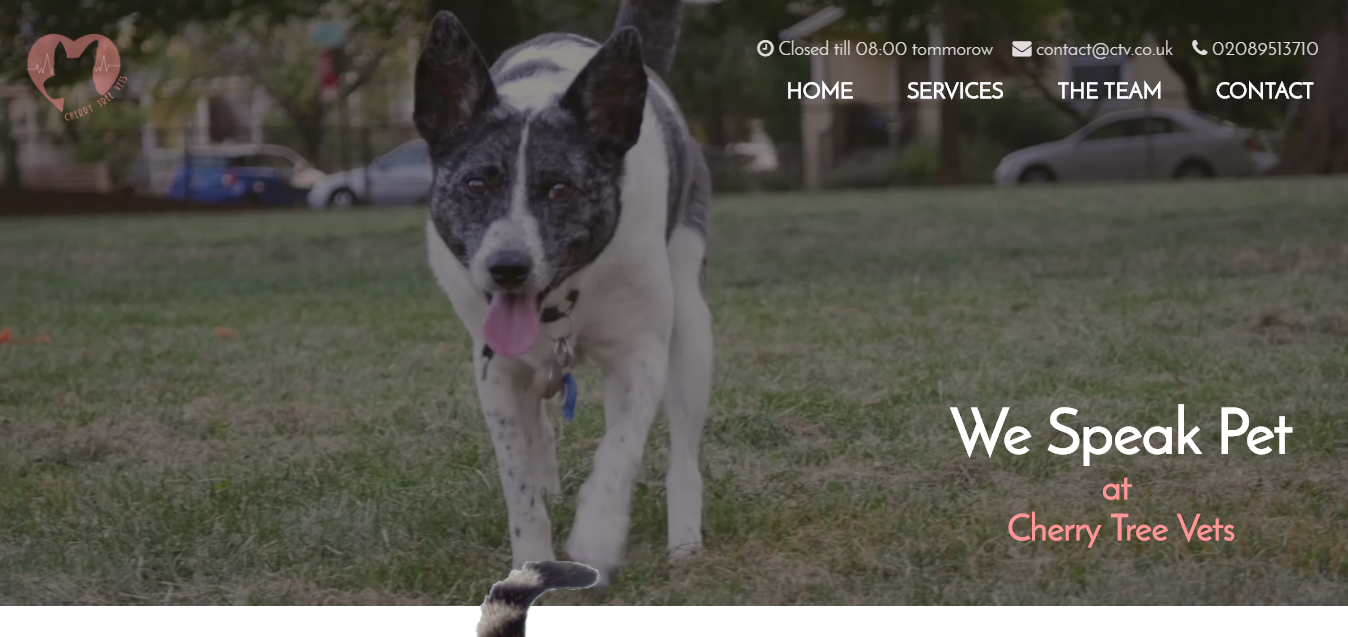 CHERRY TREE VETS
Closed till 08:00 tommorow contact@ctv.co.uk 02089513710
HOME SERVICES THE TEAM CONTACT
We Speak Pet
at
Cherry Tree Vets